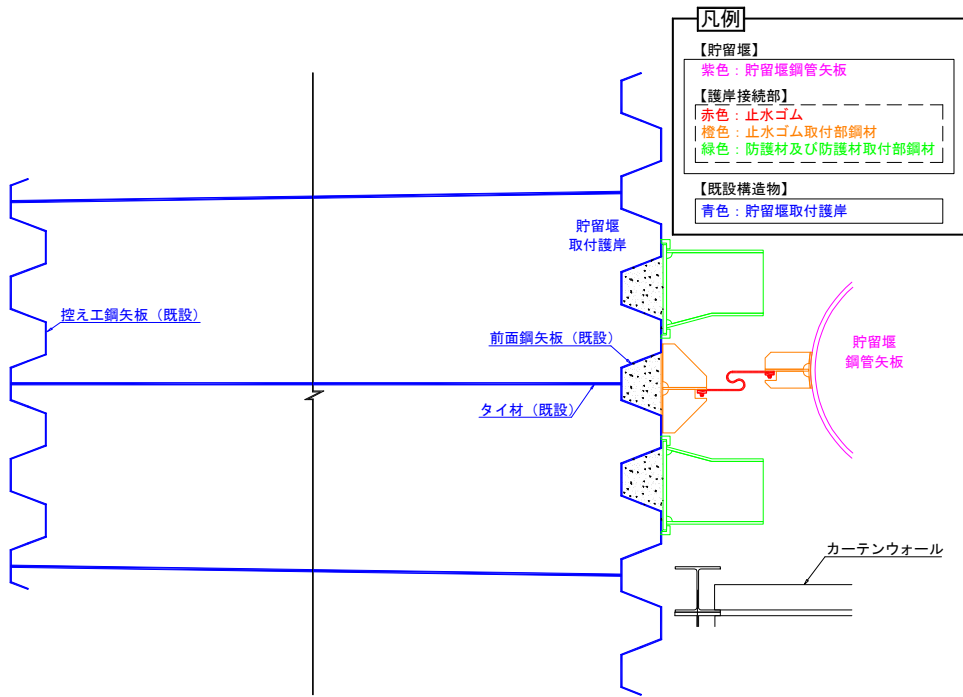 凡例
【貯留堰】
紫色：貯留堰鋼管矢板
【護岸接続部】
赤色：止水ゴム
橙色：止水ゴム取付部鋼材
緑色：防護材及び防護材取付部鋼材
【既設構造物】
青色：貯留堰取付護岸
貯留堰
取付護岸
控え工鋼矢板（既設）
前面鋼矢板（既設）
貯留堰
鋼管矢板
タイ材（既設）
カーテンウォール